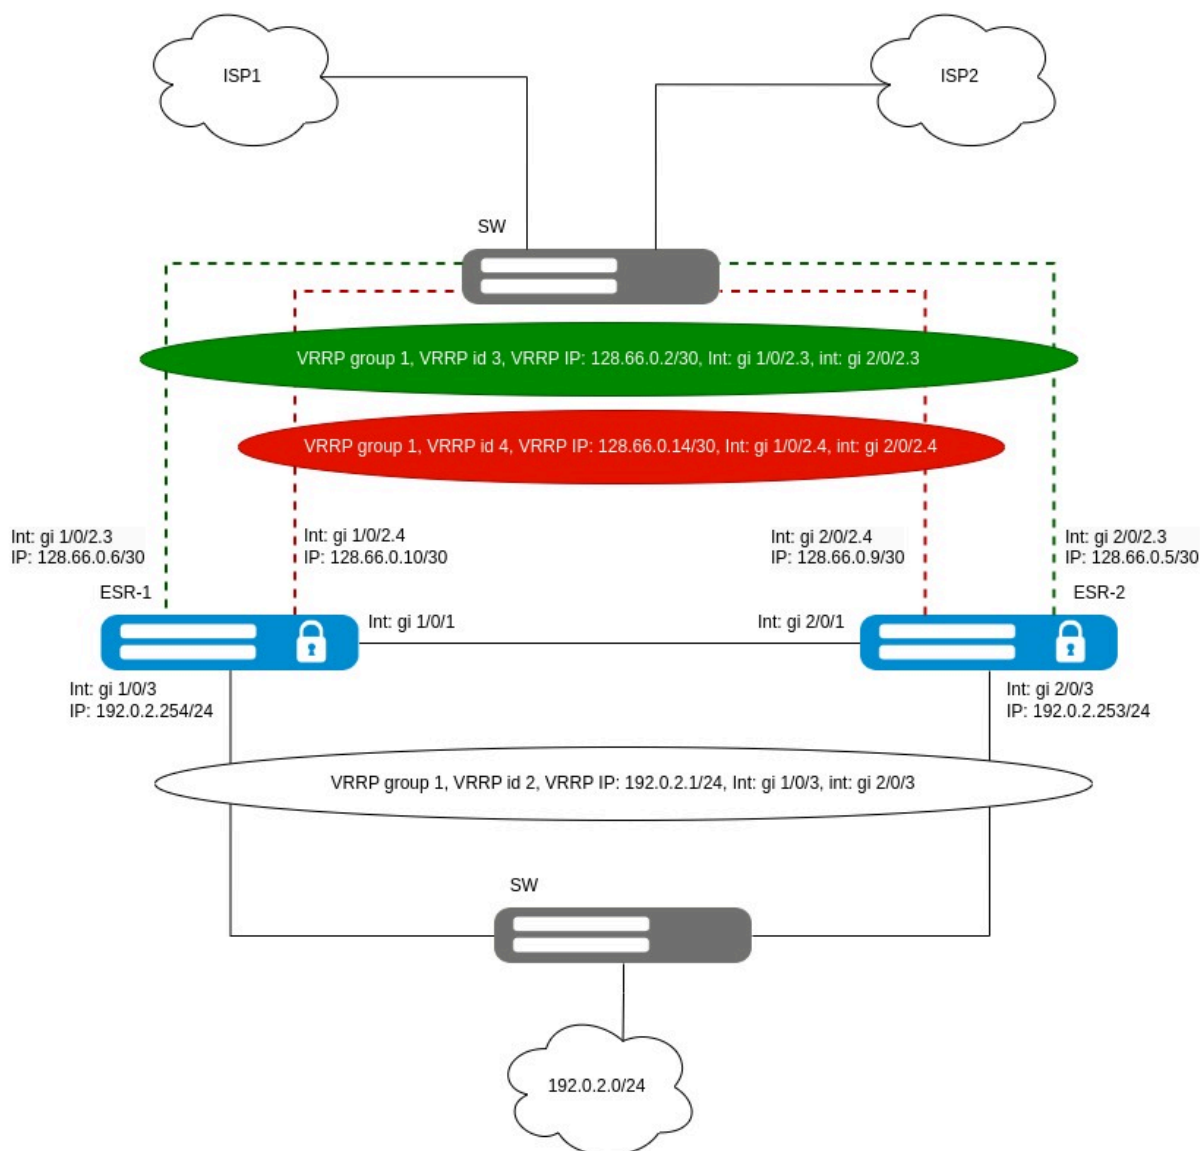 ISP1
ISP2
SW
VRRP group 1, VRRP id 3, VRRP IP: 128.66.0.2/30, Int: gi 1/0/2.3, int: gi 2/0/2.3
VRRP group 1, VRRP id 4, VRRP IP: 128.66.0.14/30, Int: gi 1/0/2.4, int: gi 2/0/2.4
Int: gi 1/0/2.3
IP: 128.66.0.6/30
Int: gi 1/0/2.4
IP: 128.66.0.10/30
Int: gi 2/0/2.4
IP: 128.66.0.9/30
Int: gi 2/0/2.3
IP: 128.66.0.5/30
ESR-1
ESR-2
Int: gi 1/0/1
Int: gi 2/0/1
Int: gi 1/0/3
IP: 192.0.2.254/24
Int: gi 2/0/3
IP: 192.0.2.253/24
VRRP group 1, VRRP id 2, VRRP IP: 192.0.2.1/24, Int: gi 1/0/3, int: gi 2/0/3
SW
192.0.2.0/24